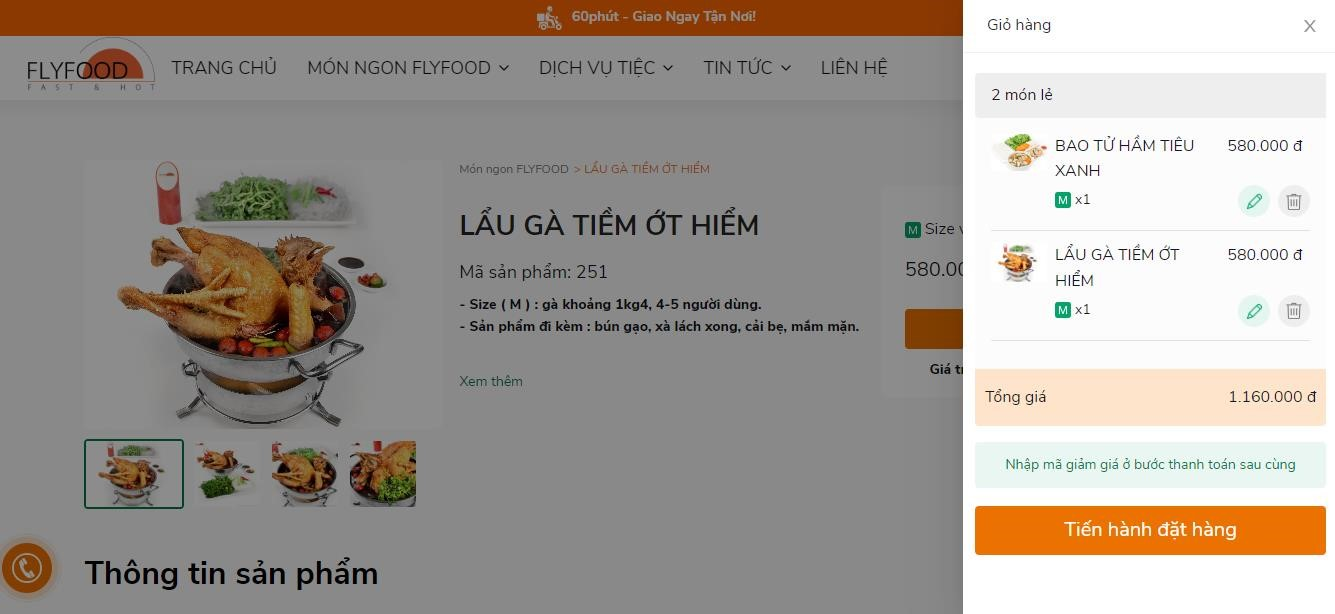 60phút - Giao Ngay Tận Nơi!
FLYFOOD
FAST & HOT
TRANG CHỦ
MÓN NGON FLYFOOD
DỊCH VỤ TIỆC
TIN TỨC
LIÊN HỆ
Món ngon FLYFOOD > LẨU GÀ TIỀM ỚT HIỂM
LẨU GÀ TIỀM ỚT HIỂM
Mã sản phẩm: 251
- Size ( M ) : gà khoảng 1kg4, 4-5 người dùng.
- Sản phẩm đi kèm : bún gạo, xà lách xong, cải bẹ, mắm mặn.
Xem thêm
M Size
580.00
Giá
Thông tin sản phẩm
Giỏ hàng
X
2 món lẻ
BAO TỬ HẦM TIÊU
XANH
580.000 đ
M x1
LẨU GÀ TIỀM ỚT
HIỂM
580.000 đ
M x1
Tổng giá
1.160.000 đ
Nhập mã giảm giá ở bước thanh toán sau cùng
Tiến hành đặt hàng